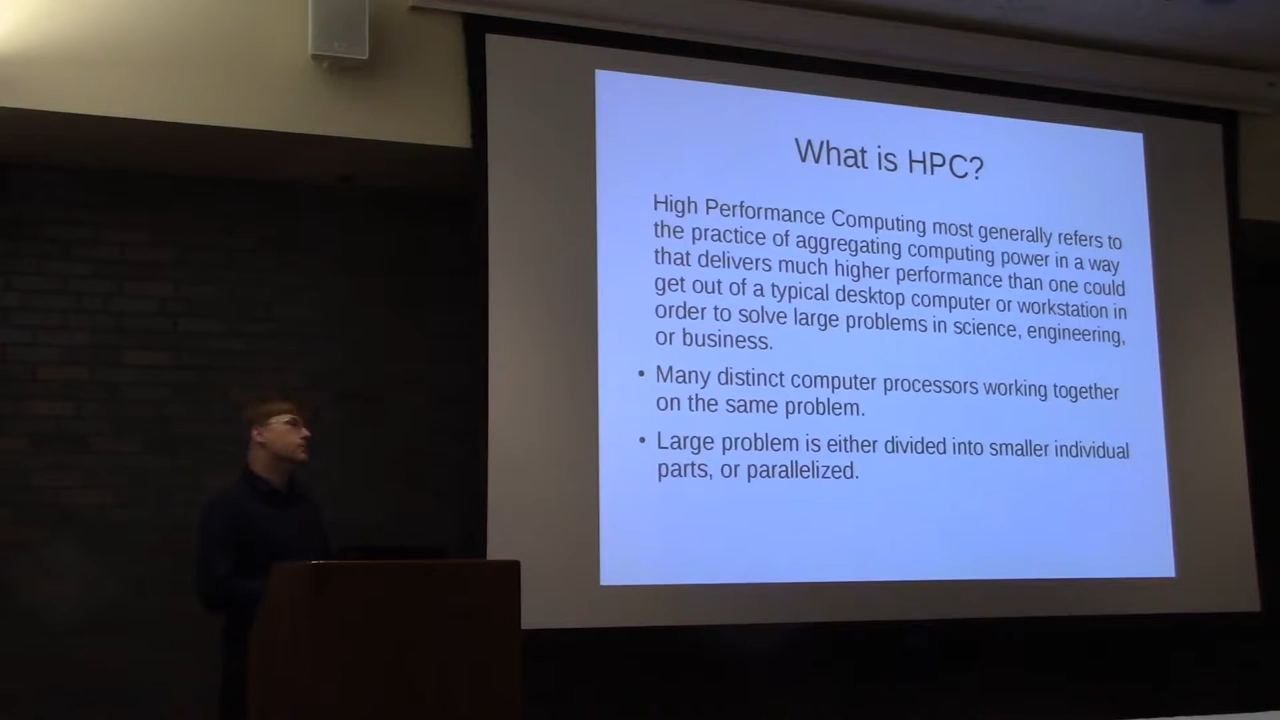 What is HPC?
High Performance Computing most generally refers to
the practice of aggregating computing power in a way
that delivers much higher performance than one could
get out of a typical desktop computer or workstation in
order to solve large problems in science, engineering,
or business.
• Many distinct computer processors working together
on the same problem.
• Large problem is either divided into smaller individual
parts, or parallelized.